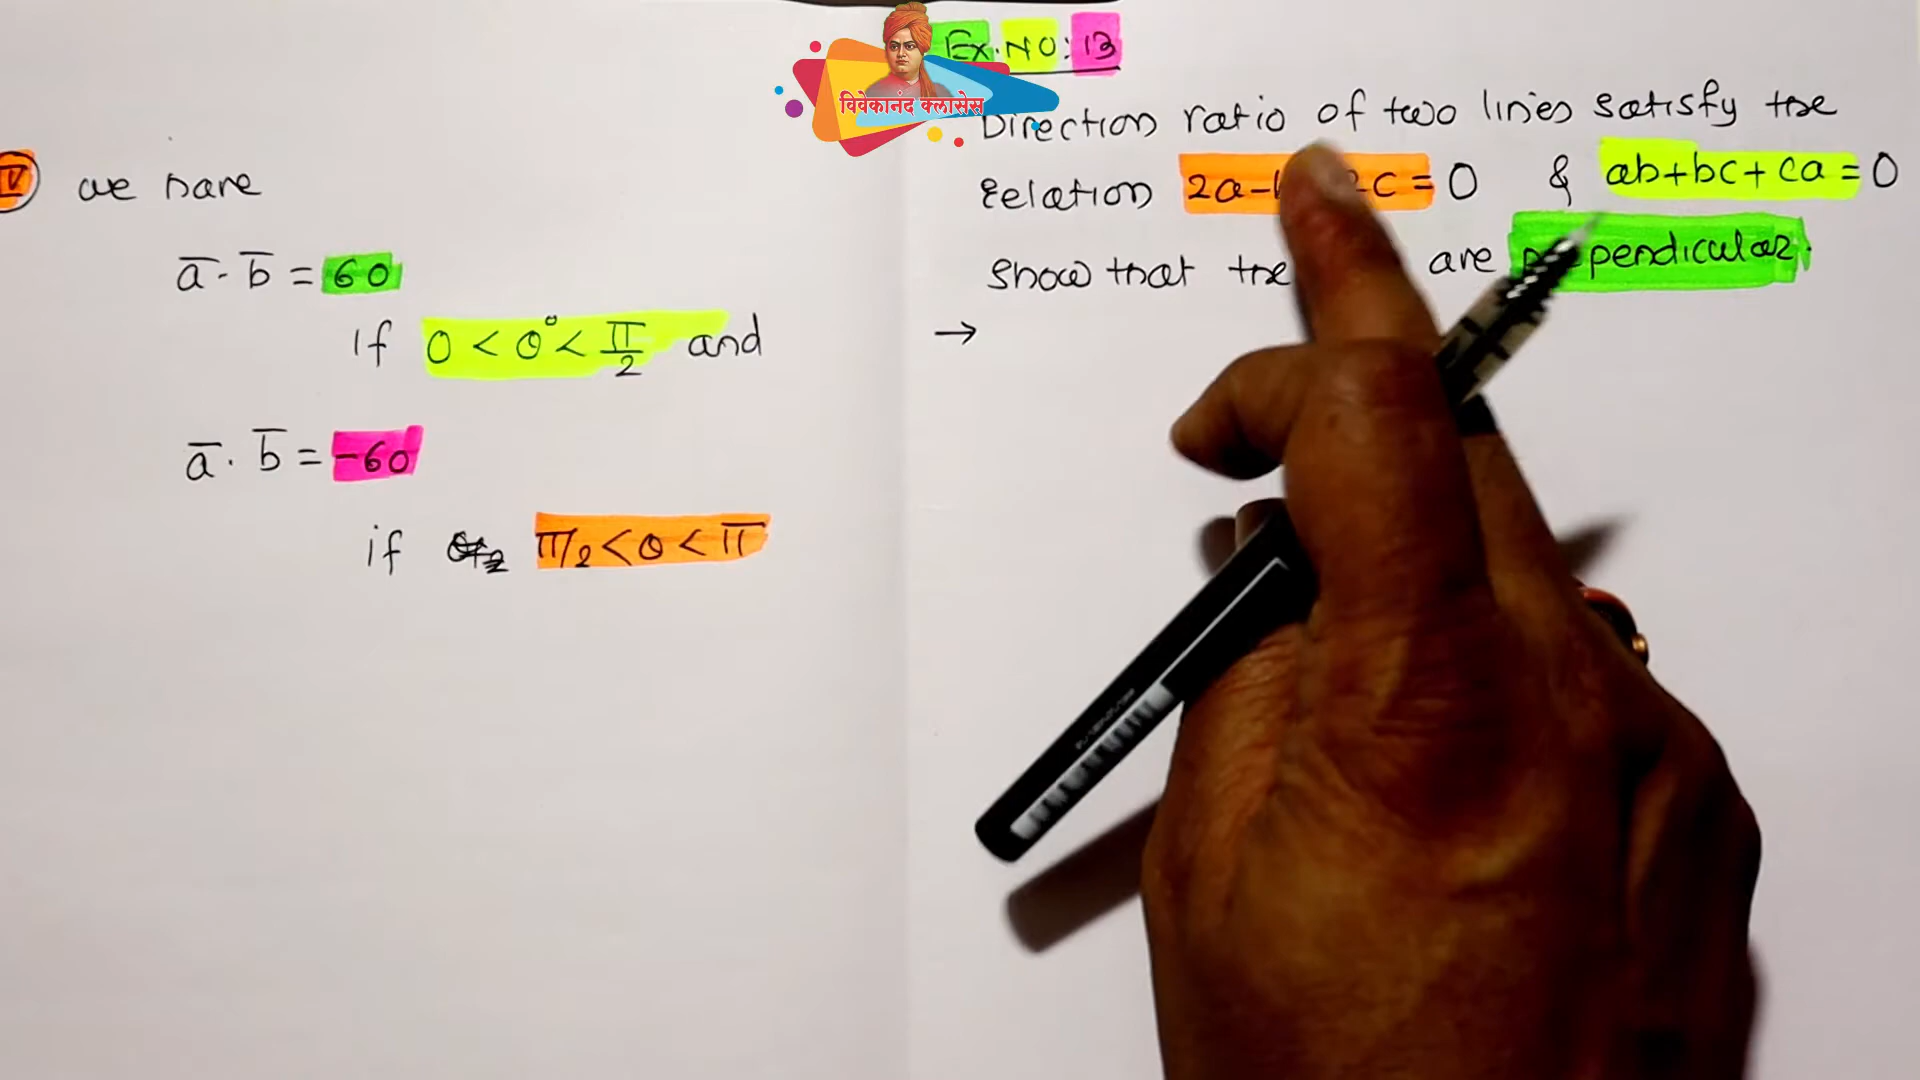 IV we have
a̅ · b̅ = 60
If 0 < θ° < π/2 and
a̅ · b̅ = -60
if π/2 < θ < π
विवेकानंद क्लासेस
Ex.NO: 13
Direction ratio of two lines satisfy the
relation 2a- c = 0 & ab+bc+ca = 0
Show that the are perpendicular.
→